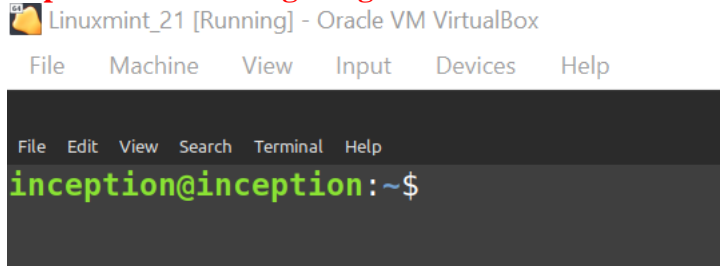 Linuxmint_21 [Running] - Oracle VM VirtualBox
File Machine View Input Devices Help
File Edit View Search Terminal Help
inception@inception:~$